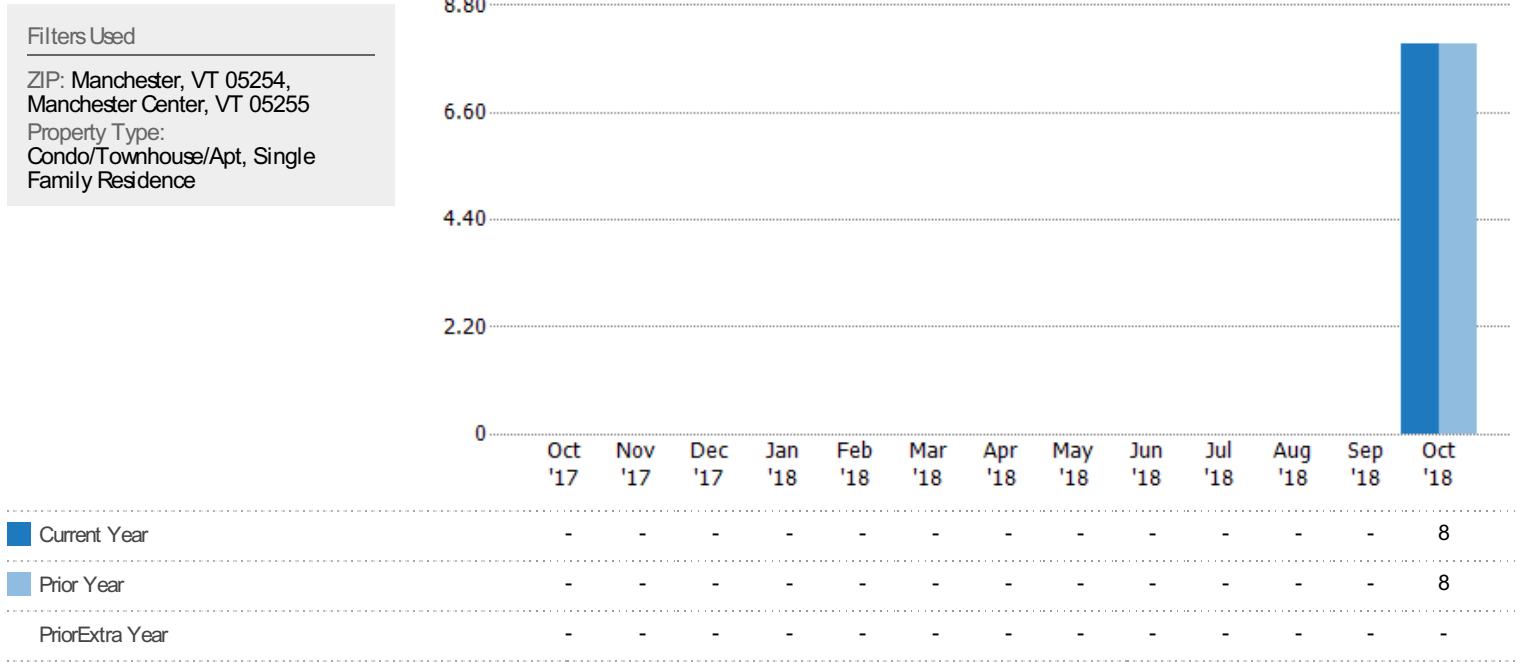 Filters Used
ZIP: Manchester, VT 05254,
Manchester Center, VT 05255
Property Type:
Condo/Townhouse/Apt, Single
Family Residence
8.80
6.60
4.40
2.20
0
Oct Nov Dec Jan Feb Mar Apr May Jun Jul Aug Sep Oct
'17 '17 '17 '18 '18 '18 '18 '18 '18 '18 '18 '18 '18
Current Year - - - - - - - - - - - - 8
Prior Year - - - - - - - - - - - - 8
PriorExtra Year - - - - - - - - - - - - -